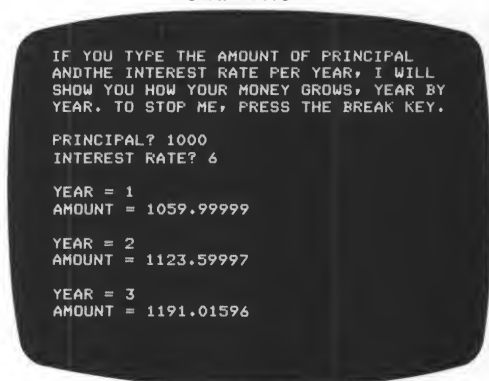 IF YOU TYPE THE AMOUNT OF PRINCIPAL
ANDTHE INTEREST RATE PER YEAR, I WILL
SHOW YOU HOW YOUR MONEY GROWS, YEAR BY
YEAR. TO STOP ME, PRESS THE BREAK KEY.
PRINCIPAL? 1000
INTEREST RATE? 6
YEAR = 1
AMOUNT = 1059.99999
YEAR = 2
AMOUNT = 1123.59997
YEAR = 3
AMOUNT = 1191.01596